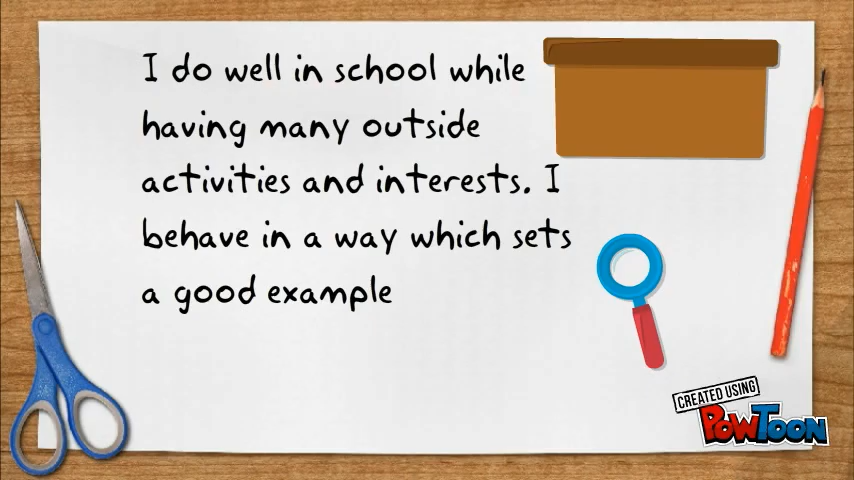 I do well in school while
having many outside
activities and interests. I
behave in a way which sets
a good example
CREATED USING
POWTOON